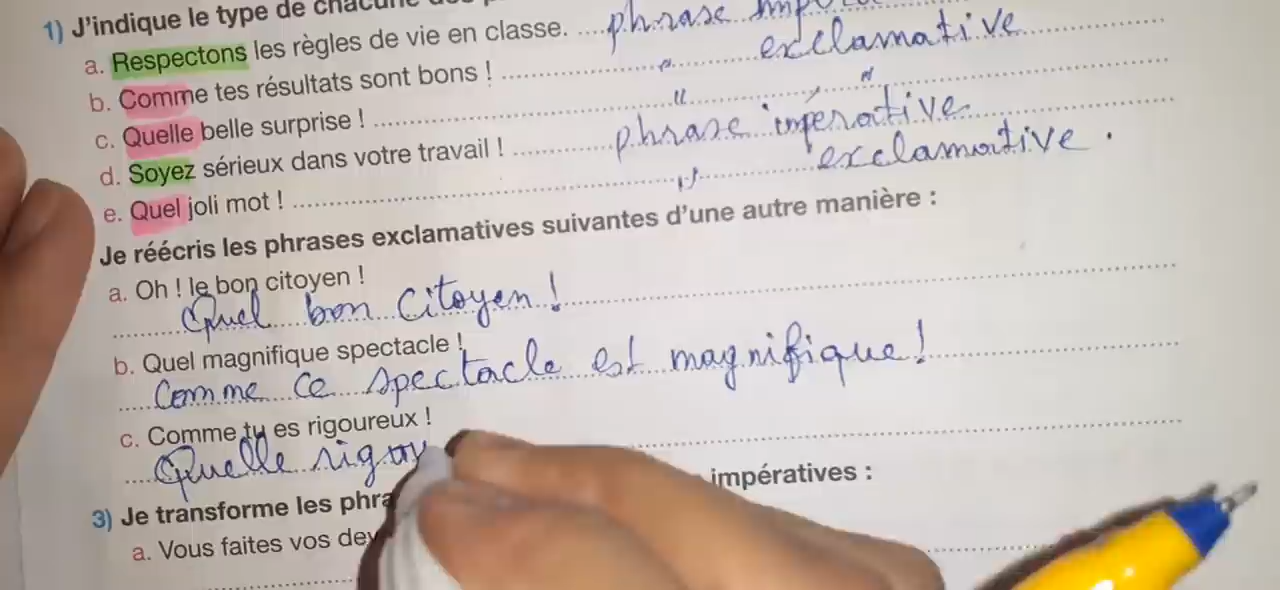 1) J'indique le type de chacune des
a. Respectons les règles de vie en classe. phrase
b. Comme tes résultats sont bons ! " exclamative
c. Quelle belle surprise ! " "
d. Soyez sérieux dans votre travail ! phrase impérative
e. Quel joli mot ! " exclamative.
Je réécris les phrases exclamatives suivantes d'une autre manière :
a. Oh ! le bon citoyen !
Quel bon citoyen !
b. Quel magnifique spectacle !
Comme ce spectacle est magnifique !
c. Comme tu es rigoureux !
Quelle
3) Je transforme les phra impératives :
a. Vous faites vos dev